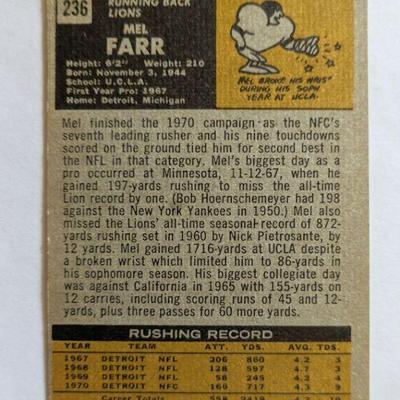 236
RUNNING BACK
LIONS
MEL
FARR
Height: 6'2" Weight: 210
Born: November 3, 1944
School: U.C.L.A.
First Year Pro: 1967
Home: Detroit, Michigan
MEL BROKE HIS WRIST
DURING HIS SOPH
YEAR AT UCLA.
Mel finished the 1970 campaign as the NFC's
seventh leading rusher and his nine touchdowns
scored on the ground tied him for second best in
the NFL in that category. Mel's biggest day as a
pro occurred at Minnesota, 11-12-67, when he
gained 197-yards rushing to miss the all-time
Lion record by one. (Bob Hoernschemeyer had 198
against the New York Yankees in 1950.) Mel also
missed the Lions' all-time seasonal record of 872-
yards rushing set in 1960 by Nick Pietrosante, by
12 yards. Mel gained 1716-yards at UCLA despite
a broken wrist which limited him to 86-yards in
his sophomore season. His biggest collegiate day
was against California in 1965 with 155-yards on
12 carries, including scoring runs of 45 and 12-
yards, plus three passes for 60 more yards.
RUSHING RECORD
YEAR TEAM ATT. YDS. AVG. TDS.
1967 DETROIT NFL 206 860 4.2 3
1968 DETROIT NFL 128 597 4.7 3
1969 DETROIT NFL 58 245 4.2 4
1970 DETROIT NFC 166 717 4.3 9
Career Totals 558 2419